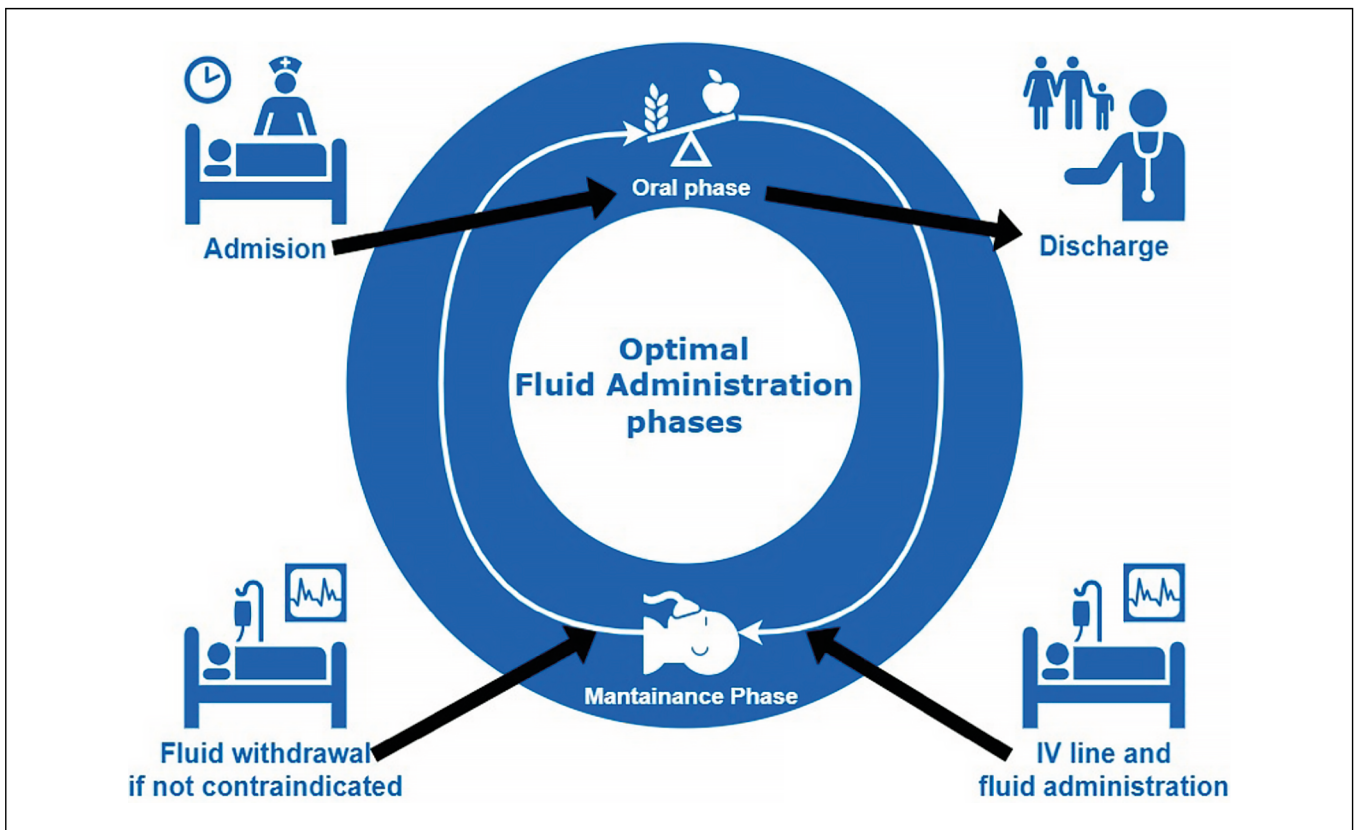 Oral phase
Admision
Discharge
Optimal
Fluid Administration
phases
Mantainance Phase
Fluid withdrawal
if not contraindicated
IV line and
fluid administration